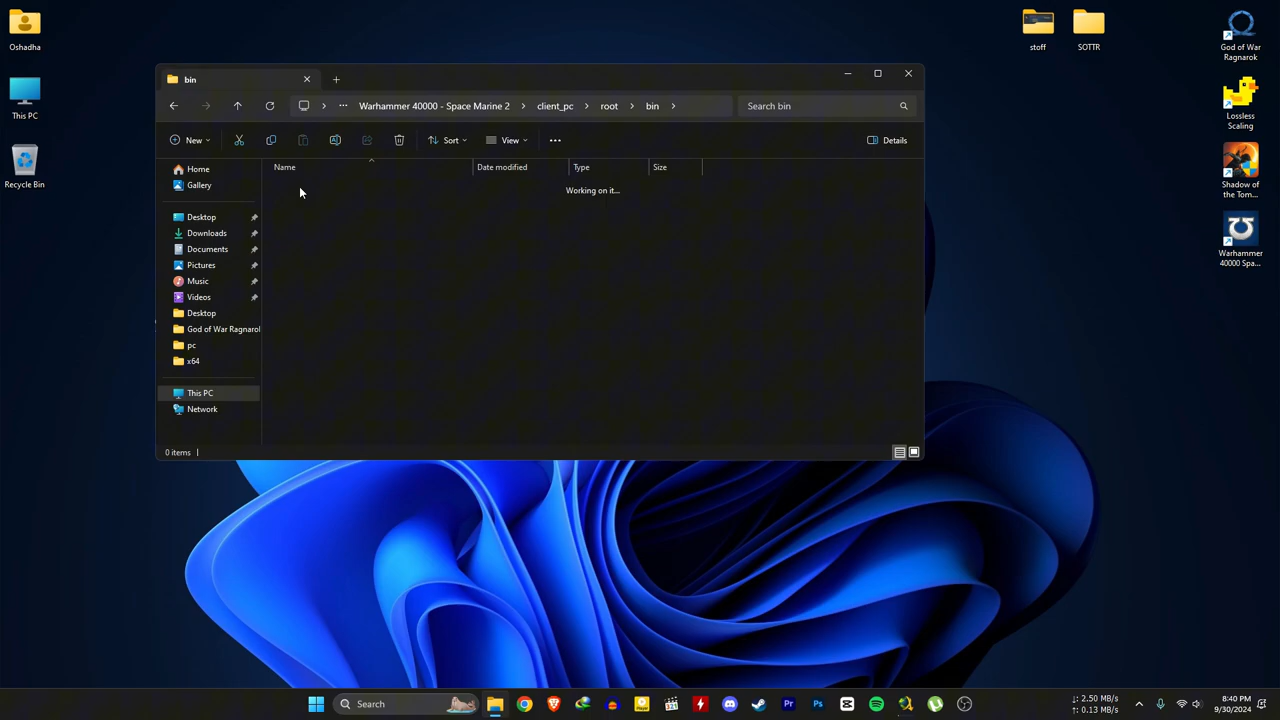 Oshadha
This PC
Recycle Bin
stoff
SOTTR
God of War
Ragnarok
Lossless
Scaling
Shadow of
the Tom...
Warhammer
40000 Spa...
bin
Warhammer 40000 - Space Marine 2
client_pc
root
bin
Search bin
New
Sort
View
Details
Name
Date modified
Type
Size
Working on it...
Home
Gallery
Desktop
Downloads
Documents
Pictures
Music
Videos
Desktop
God of War Ragnarol
pc
x64
This PC
Network
0 items
Search
↓: 2.50 MB/s
↑: 0.13 MB/s
8:40 PM
9/30/2024